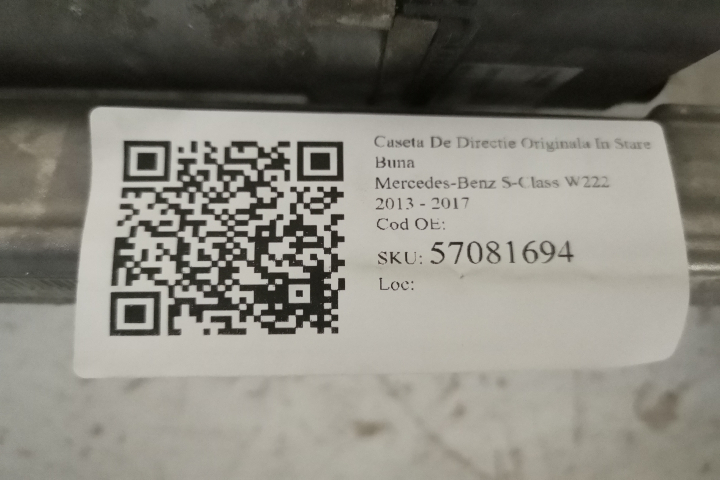 Caseta De Directie Originala In Stare
Buna
Mercedes-Benz S-Class W222
2013 - 2017
Cod OE:
SKU: 57081694
Loc: